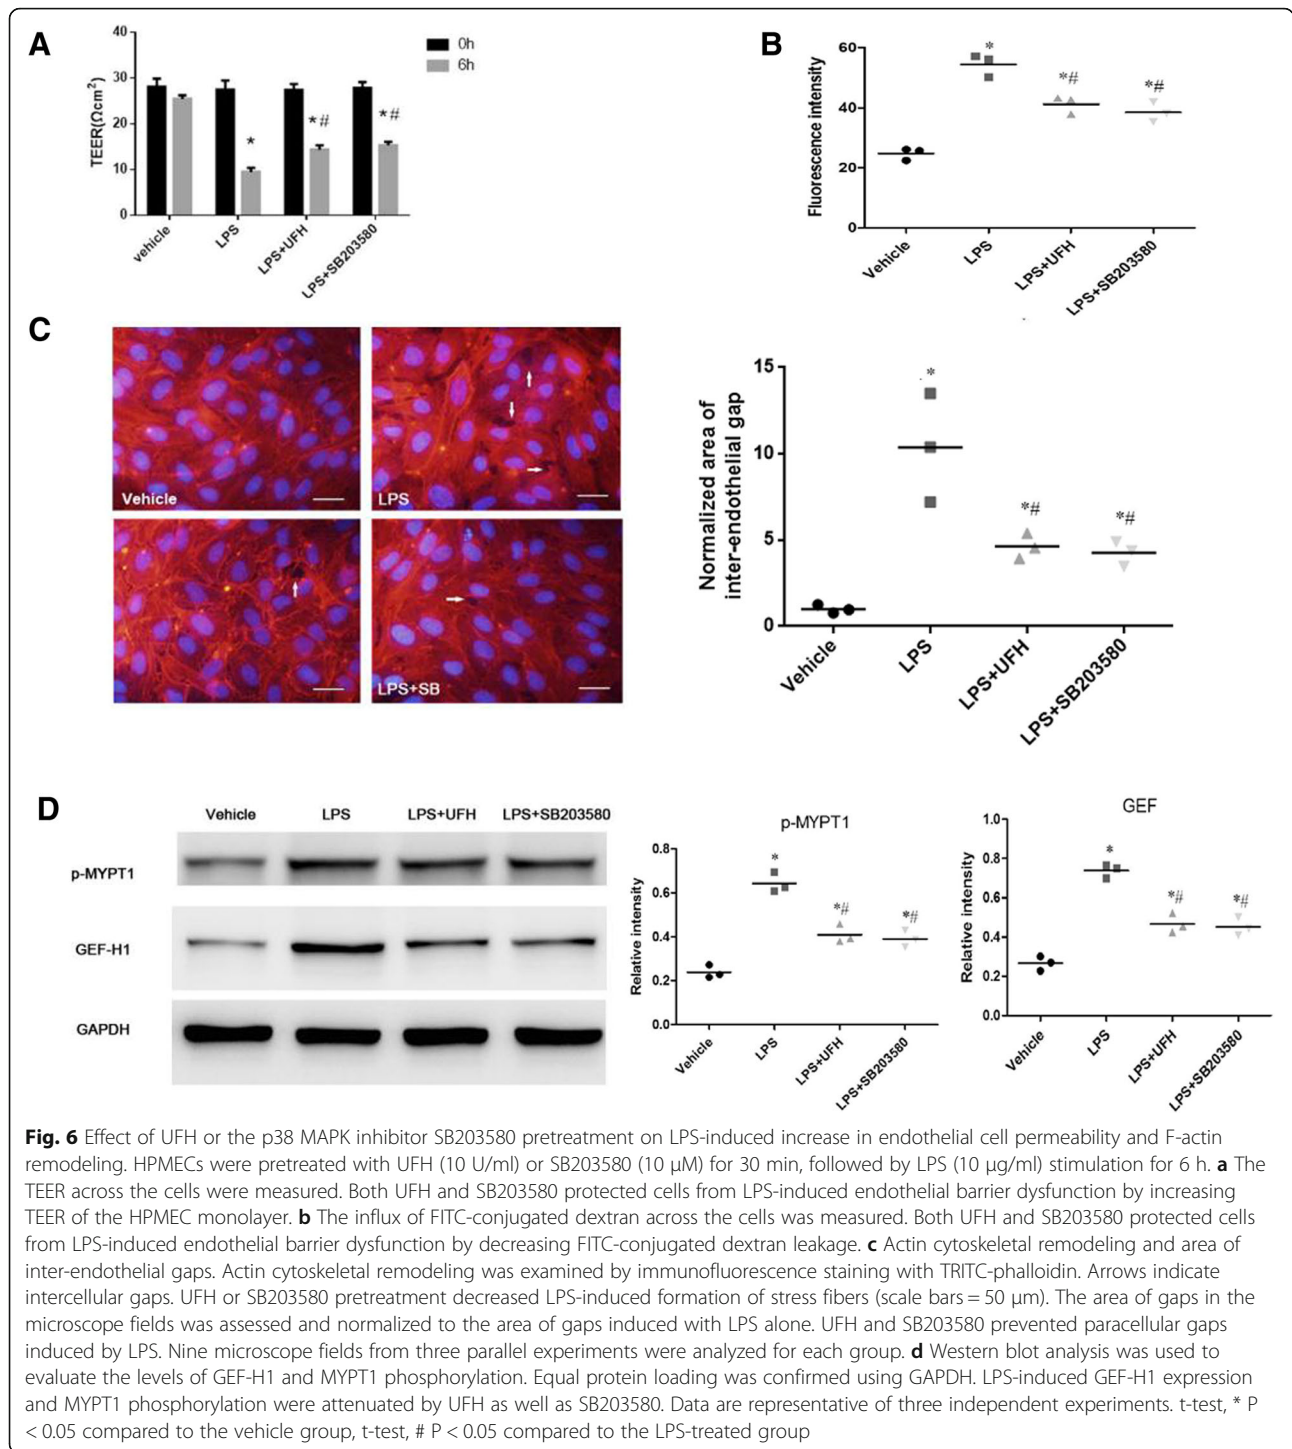 A
TEER(Ωcm²)
40
30
20
10
0
0h
6h
*
*#
*#
vehicle
LPS
LPS+UFH
LPS+SB203580
B
Fluorescence intensity
60
40
20
0
*
*#
*#
Vehicle
LPS
LPS+UFH
LPS+SB203580
C
Vehicle
LPS
LPS+SB
Normalized area of
inter-endothelial gap
15
10
5
0
*
*#
*#
Vehicle
LPS
LPS+UFH
LPS+SB203580
D
Vehicle LPS LPS+UFH LPS+SB203580
p-MYPT1
GEF-H1
GAPDH
p-MYPT1
Relative intensity
0.8
0.6
0.4
0.2
0.0
*
*#
*#
Vehicle
LPS
LPS+UFH
LPS+SB203580
GEF
Relative intensity
1.0
0.8
0.6
0.4
0.2
0.0
*
*#
*#
Vehicle
LPS
LPS+UFH
LPS+SB203580
Fig. 6 Effect of UFH or the p38 MAPK inhibitor SB203580 pretreatment on LPS-induced increase in endothelial cell permeability and F-actin
remodeling. HPMECs were pretreated with UFH (10 U/ml) or SB203580 (10 μM) for 30 min, followed by LPS (10 μg/ml) stimulation for 6 h. a The
TEER across the cells were measured. Both UFH and SB203580 protected cells from LPS-induced endothelial barrier dysfunction by increasing
TEER of the HPMEC monolayer. b The influx of FITC-conjugated dextran across the cells was measured. Both UFH and SB203580 protected cells
from LPS-induced endothelial barrier dysfunction by decreasing FITC-conjugated dextran leakage. c Actin cytoskeletal remodeling and area of
inter-endothelial gaps. Actin cytoskeletal remodeling was examined by immunofluorescence staining with TRITC-phalloidin. Arrows indicate
intercellular gaps. UFH or SB203580 pretreatment decreased LPS-induced formation of stress fibers (scale bars = 50 μm). The area of gaps in the
microscope fields was assessed and normalized to the area of gaps induced with LPS alone. UFH and SB203580 prevented paracellular gaps
induced by LPS. Nine microscope fields from three parallel experiments were analyzed for each group. d Western blot analysis was used to
evaluate the levels of GEF-H1 and MYPT1 phosphorylation. Equal protein loading was confirmed using GAPDH. LPS-induced GEF-H1 expression
and MYPT1 phosphorylation were attenuated by UFH as well as SB203580. Data are representative of three independent experiments. t-test, * P
< 0.05 compared to the vehicle group, t-test, # P < 0.05 compared to the LPS-treated group